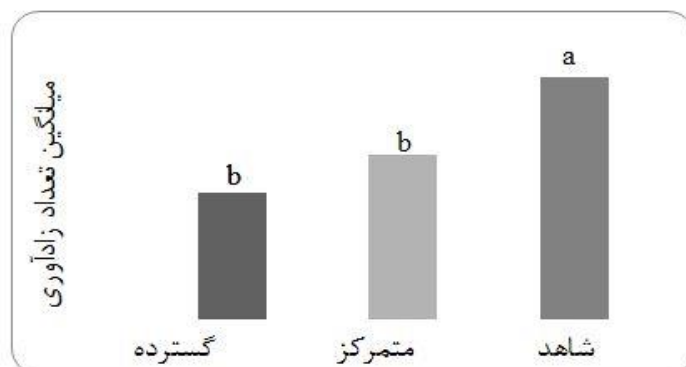 میانگین تعداد زادآوری
a
b
b
شاهد
متمرکز
گسترده